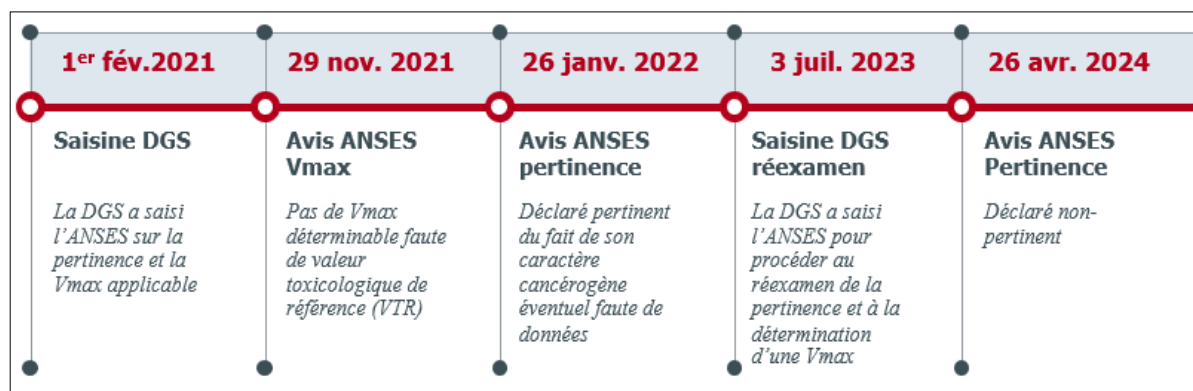 1er fév.2021
Saisine DGS
La DGS a saisi
l'ANSES sur la
pertinence et la
Vmax applicable
29 nov. 2021
Avis ANSES
Vmax
Pas de Vmax
déterminable faute
de valeur
toxicologique de
référence (VTR)
26 janv. 2022
Avis ANSES
pertinence
Déclaré pertinent
du fait de son
caractère
cancérogène
éventuel faute de
données
3 juil. 2023
Saisine DGS
réexamen
La DGS a saisi
l'ANSES pour
procéder au
réexamen de la
pertinence et à la
détermination
d'une Vmax
26 avr. 2024
Avis ANSES
Pertinence
Déclaré non-
pertinent